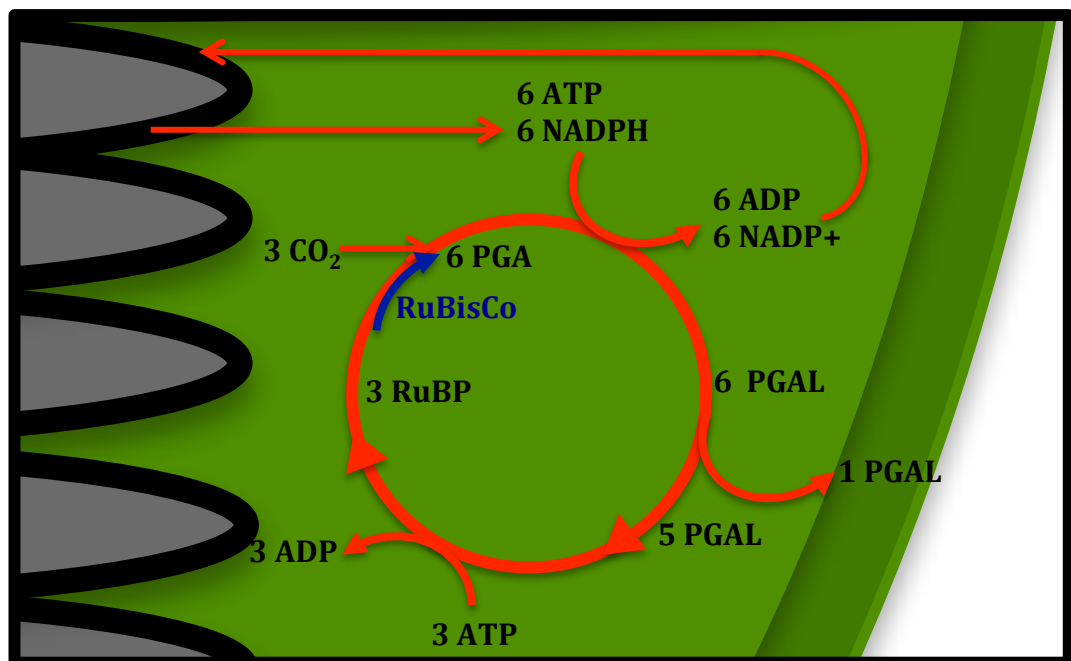 6 ATP
6 NADPH
6 ADP
6 NADP+
3 CO₂
6 PGA
RuBisCo
3 RuBP
6 PGAL
1 PGAL
5 PGAL
3 ADP
3 ATP